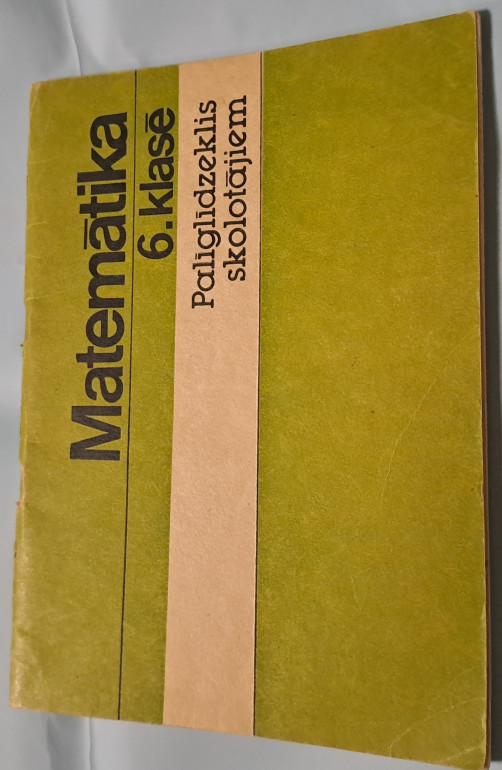 Matemātika
6. klasē
Palīglīdzeklis
skolotājiem